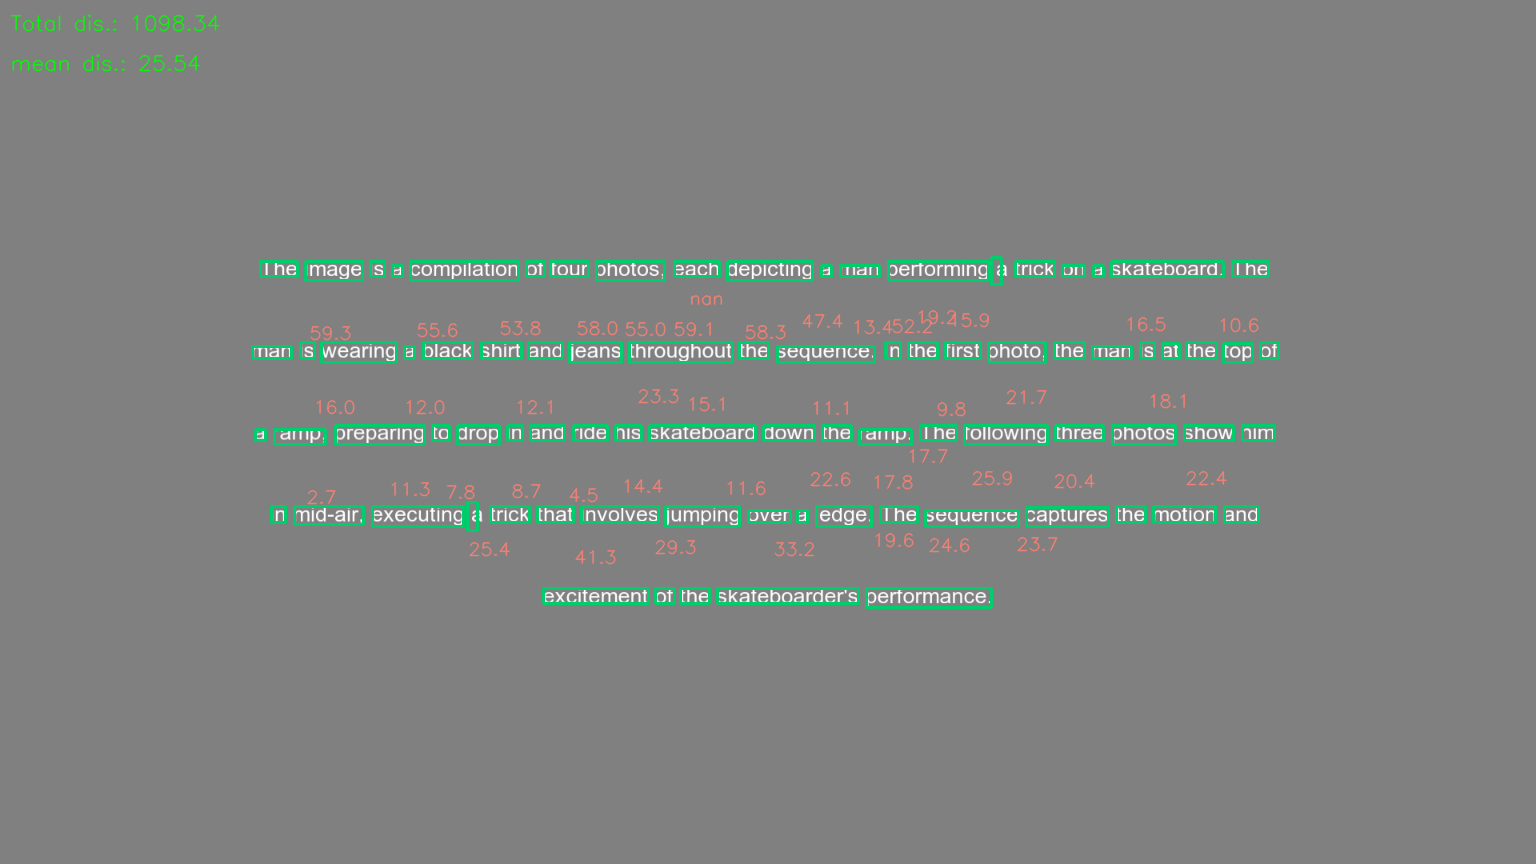 Total dis.: 1098.34
mean dis.: 25.54
The image is a compilation of four photos, each depicting a man performing a trick on a skateboard. The
nan
59.3 55.6 53.8 58.0 55.0 59.1 58.3 47.4 13.4 52.2 19.2 15.9 16.5 10.6
man is wearing a black shirt and jeans throughout the sequence. In the first photo, the man is at the top of
16.0 12.0 12.1 23.3 15.1 11.1 9.8 21.7 18.1
a ramp, preparing to drop in and ride his skateboard down the ramp. The following three photos show him
17.7
2.7 11.3 7.8 8.7 4.5 14.4 11.6 22.6 17.8 25.9 20.4 22.4
in mid-air, executing a trick that involves jumping over a edge. The sequence captures the motion and
25.4 41.3 29.3 33.2 19.6 24.6 23.7
excitement of the skateboarder's performance.